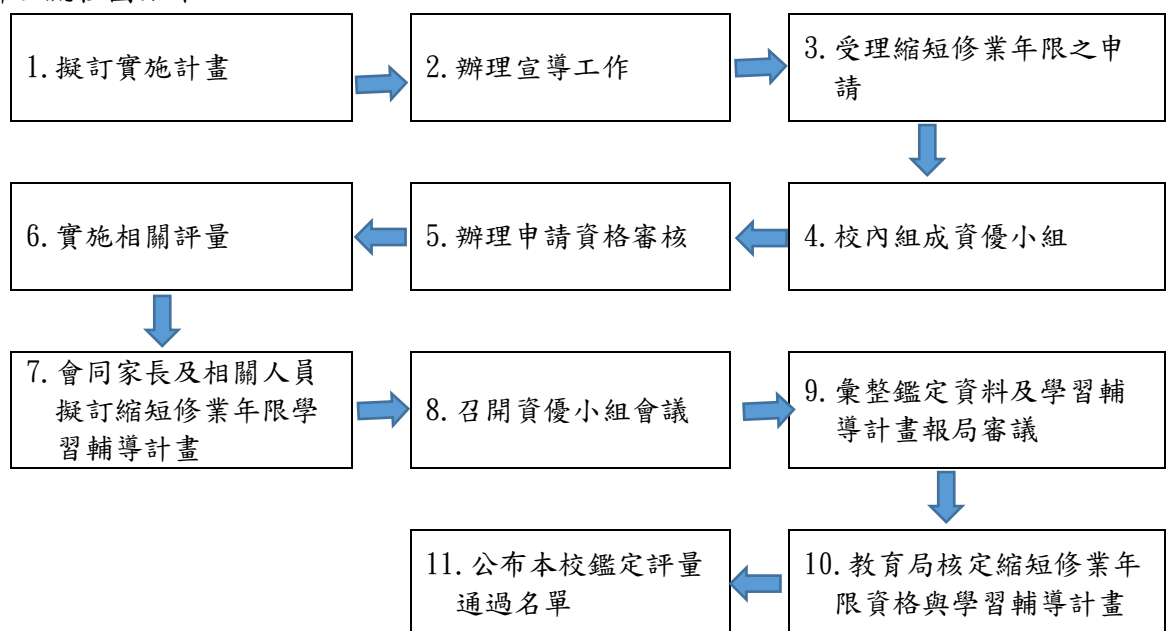 1.擬訂實施計畫
2.辦理宣導工作
3.受理縮短修業年限之申
請
4.校內組成資優小組
5.辦理申請資格審核
6.實施相關評量
7.會同家長及相關人員
擬訂縮短修業年限學
習輔導計畫
8.召開資優小組會議
9.彙整鑑定資料及學習輔
導計畫報局審議
10.教育局核定縮短修業年
限資格與學習輔導計畫
11.公布本校鑑定評量
通過名單